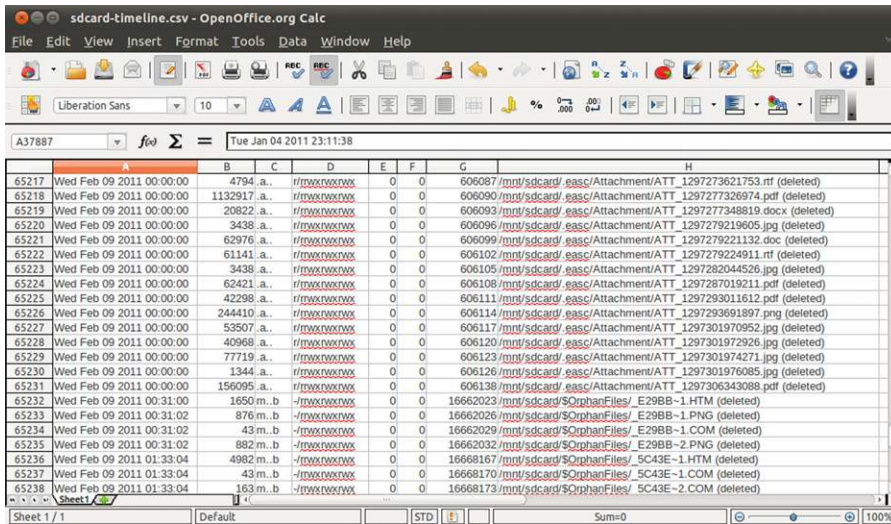 sdcard-timeline.csv - OpenOffice.org Calc
File Edit View Insert Format Tools Data Window Help
Liberation Sans 10
A37887 f(x) Σ = Tue Jan 04 2011 23:11:38
A B C D E F G H
65217 Wed Feb 09 2011 00:00:00 4794 .a.. r/rrwxrwxrwx 0 0 606087 /mnt/sdcard/.easc/Attachment/ATT_1297273621753.rtf (deleted)
65218 Wed Feb 09 2011 00:00:00 1132917 .a.. r/rrwxrwxrwx 0 0 606090 /mnt/sdcard/.easc/Attachment/ATT_1297277326974.pdf (deleted)
65219 Wed Feb 09 2011 00:00:00 20822 .a.. r/rrwxrwxrwx 0 0 606093 /mnt/sdcard/.easc/Attachment/ATT_1297277348819.docx (deleted)
65220 Wed Feb 09 2011 00:00:00 3438 .a.. r/rrwxrwxrwx 0 0 606096 /mnt/sdcard/.easc/Attachment/ATT_1297279219605.jpg (deleted)
65221 Wed Feb 09 2011 00:00:00 62976 .a.. r/rrwxrwxrwx 0 0 606099 /mnt/sdcard/.easc/Attachment/ATT_1297279221132.doc (deleted)
65222 Wed Feb 09 2011 00:00:00 61141 .a.. r/rrwxrwxrwx 0 0 606102 /mnt/sdcard/.easc/Attachment/ATT_1297279224911.rtf (deleted)
65223 Wed Feb 09 2011 00:00:00 3438 .a.. r/rrwxrwxrwx 0 0 606105 /mnt/sdcard/.easc/Attachment/ATT_1297282044526.jpg (deleted)
65224 Wed Feb 09 2011 00:00:00 62421 .a.. r/rrwxrwxrwx 0 0 606108 /mnt/sdcard/.easc/Attachment/ATT_1297287019211.pdf (deleted)
65225 Wed Feb 09 2011 00:00:00 42298 .a.. r/rrwxrwxrwx 0 0 606111 /mnt/sdcard/.easc/Attachment/ATT_1297293011612.pdf (deleted)
65226 Wed Feb 09 2011 00:00:00 244410 .a.. r/rrwxrwxrwx 0 0 606114 /mnt/sdcard/.easc/Attachment/ATT_1297293691897.png (deleted)
65227 Wed Feb 09 2011 00:00:00 53507 .a.. r/rrwxrwxrwx 0 0 606117 /mnt/sdcard/.easc/Attachment/ATT_1297301970952.jpg (deleted)
65228 Wed Feb 09 2011 00:00:00 40968 .a.. r/rrwxrwxrwx 0 0 606120 /mnt/sdcard/.easc/Attachment/ATT_1297301972926.jpg (deleted)
65229 Wed Feb 09 2011 00:00:00 77719 .a.. r/rrwxrwxrwx 0 0 606123 /mnt/sdcard/.easc/Attachment/ATT_1297301974271.jpg (deleted)
65230 Wed Feb 09 2011 00:00:00 1344 .a.. r/rrwxrwxrwx 0 0 606126 /mnt/sdcard/.easc/Attachment/ATT_1297301976085.jpg (deleted)
65231 Wed Feb 09 2011 00:00:00 156095 .a.. r/rrwxrwxrwx 0 0 606138 /mnt/sdcard/.easc/Attachment/ATT_1297306343088.pdf (deleted)
65232 Wed Feb 09 2011 00:31:00 1650 m..b -/rrwxrwxrwx 0 0 16662023 /mnt/sdcard/$OrphanFiles/_E29BB~1.HTM (deleted)
65233 Wed Feb 09 2011 00:31:02 876 m..b -/rrwxrwxrwx 0 0 16662026 /mnt/sdcard/$OrphanFiles/_E29BB~1.PNG (deleted)
65234 Wed Feb 09 2011 00:31:02 43 m..b -/rrwxrwxrwx 0 0 16662029 /mnt/sdcard/$OrphanFiles/_E29BB~1.COM (deleted)
65235 Wed Feb 09 2011 00:31:02 882 m..b -/rrwxrwxrwx 0 0 16662032 /mnt/sdcard/$OrphanFiles/_E29BB~2.PNG (deleted)
65236 Wed Feb 09 2011 01:33:04 4982 m..b -/rrwxrwxrwx 0 0 16668167 /mnt/sdcard/$OrphanFiles/_5C43E~1.HTM (deleted)
65237 Wed Feb 09 2011 01:33:04 43 m..b -/rrwxrwxrwx 0 0 16668170 /mnt/sdcard/$OrphanFiles/_5C43E~1.COM (deleted)
65238 Wed Feb 09 2011 01:33:04 163 m..b -/rrwxrwxrwx 0 0 16668173 /mnt/sdcard/$OrphanFiles/_5C43E~2.COM (deleted)
Sheet1
Sheet 1 / 1 Default STD Sum=0 100%